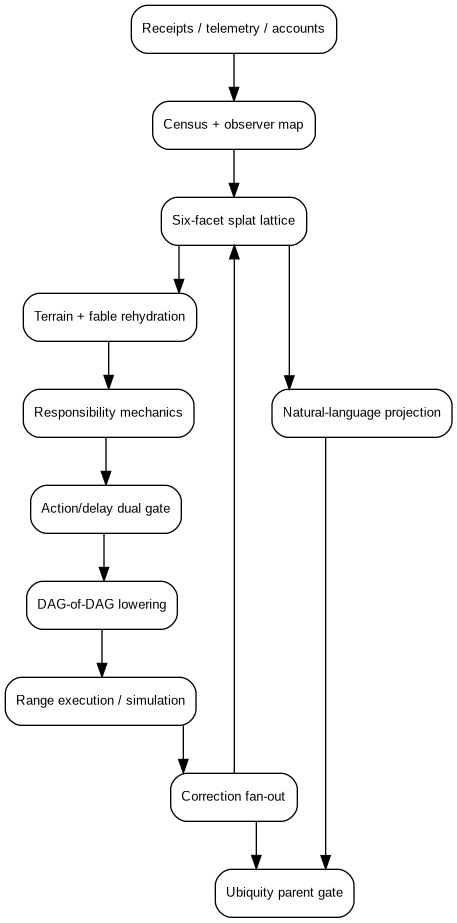 Receipts / telemetry / accounts
Census + observer map
Six-facet splat lattice
Terrain + fable rehydration
Responsibility mechanics
Natural-language projection
Action/delay dual gate
DAG-of-DAG lowering
Range execution / simulation
Correction fan-out
Ubiquity parent gate